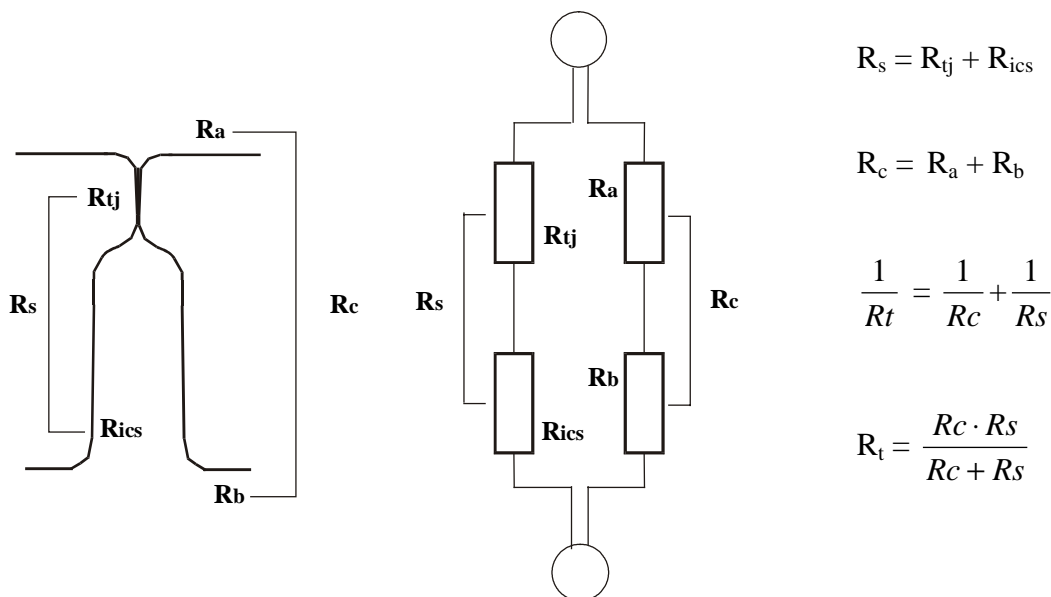 Ra
Rtj
Rs
Rc
Rics
Rb
Ra
Rtj
Rs
Rc
Rb
Rics
Rs = Rtj + Rics
Rc = Ra + Rb
1/Rt = 1/Rc + 1/Rs
Rt = Rc · Rs / Rc + Rs